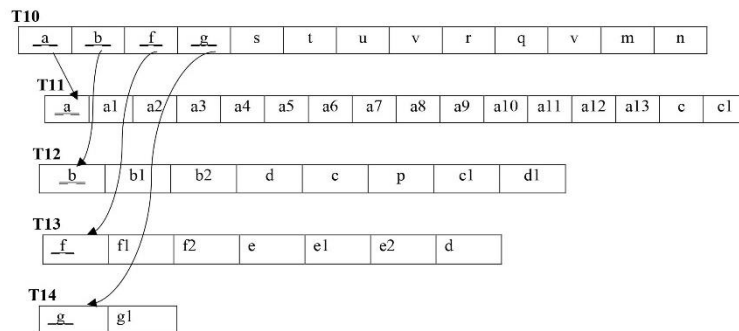 T10
a b f g s t u v r q v m n
T11
a a1 a2 a3 a4 a5 a6 a7 a8 a9 a10 a11 a12 a13 c c1
T12
b b1 b2 d c p c1 d1
T13
f f1 f2 e e1 e2 d
T14
g g1